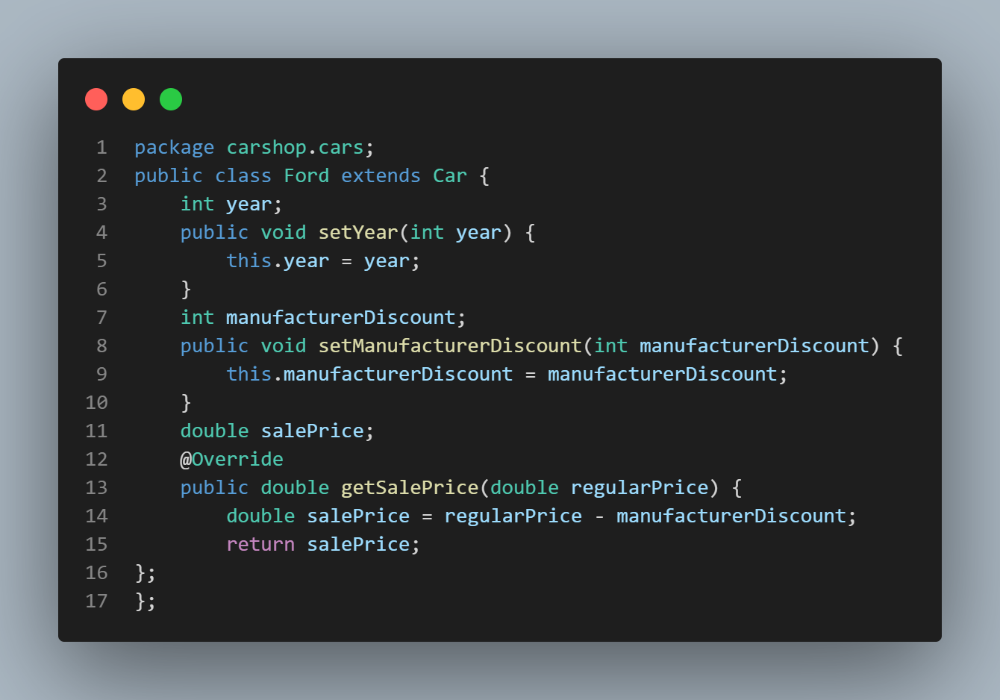 1 package carshop.cars;
2 public class Ford extends Car {
3     int year;
4     public void setYear(int year) {
5         this.year = year;
6     }
7     int manufacturerDiscount;
8     public void setManufacturerDiscount(int manufacturerDiscount) {
9         this.manufacturerDiscount = manufacturerDiscount;
10     }
11     double salePrice;
12     @Override
13     public double getSalePrice(double regularPrice) {
14         double salePrice = regularPrice - manufacturerDiscount;
15         return salePrice;
16 };
17 };